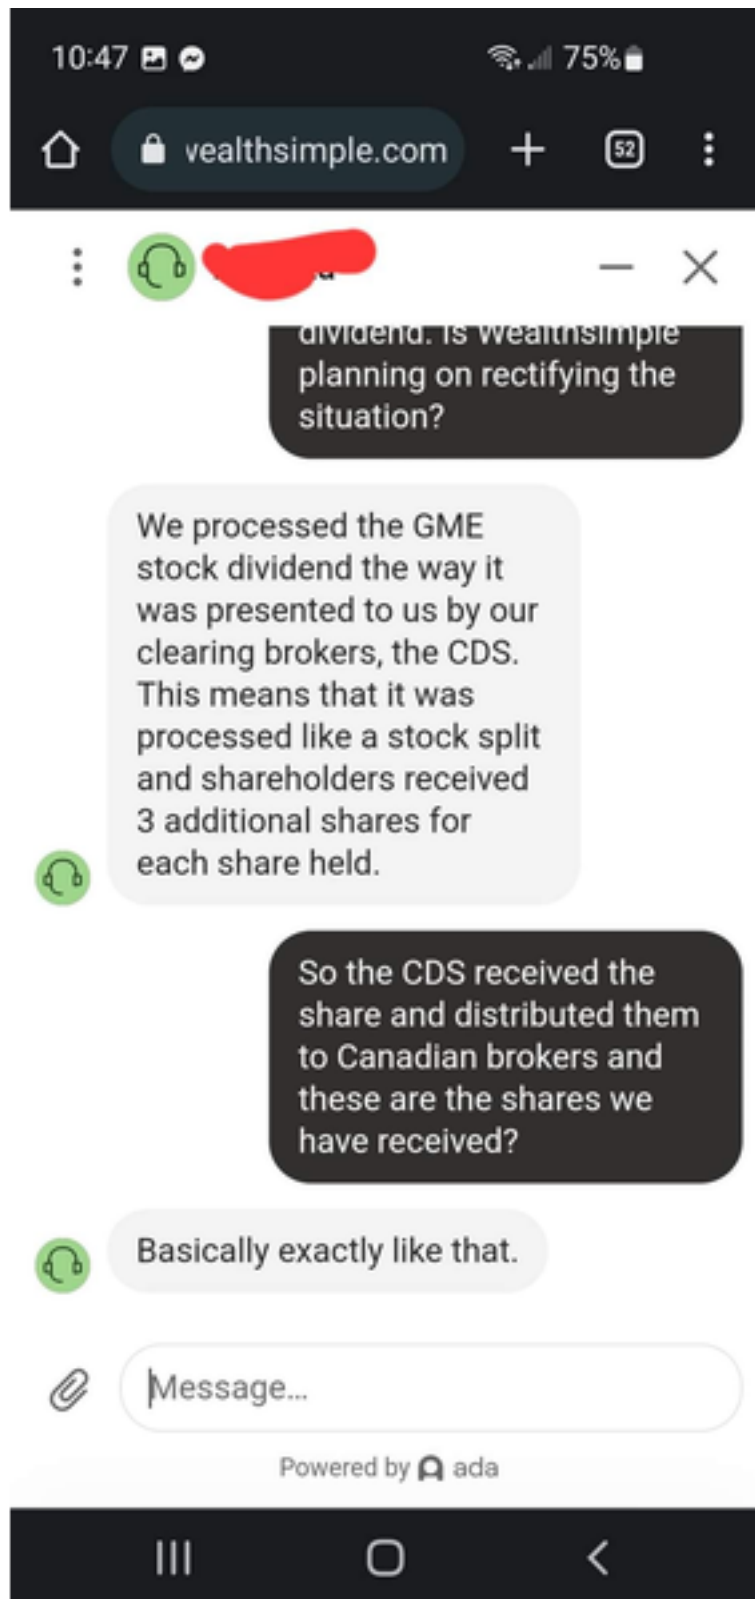 10:47
75%
vealthsimple.com
52
dividend. Is Wealthsimple
planning on rectifying the
situation?
We processed the GME
stock dividend the way it
was presented to us by our
clearing brokers, the CDS.
This means that it was
processed like a stock split
and shareholders received
3 additional shares for
each share held.
So the CDS received the
share and distributed them
to Canadian brokers and
these are the shares we
have received?
Basically exactly like that.
Message...
Powered by ada